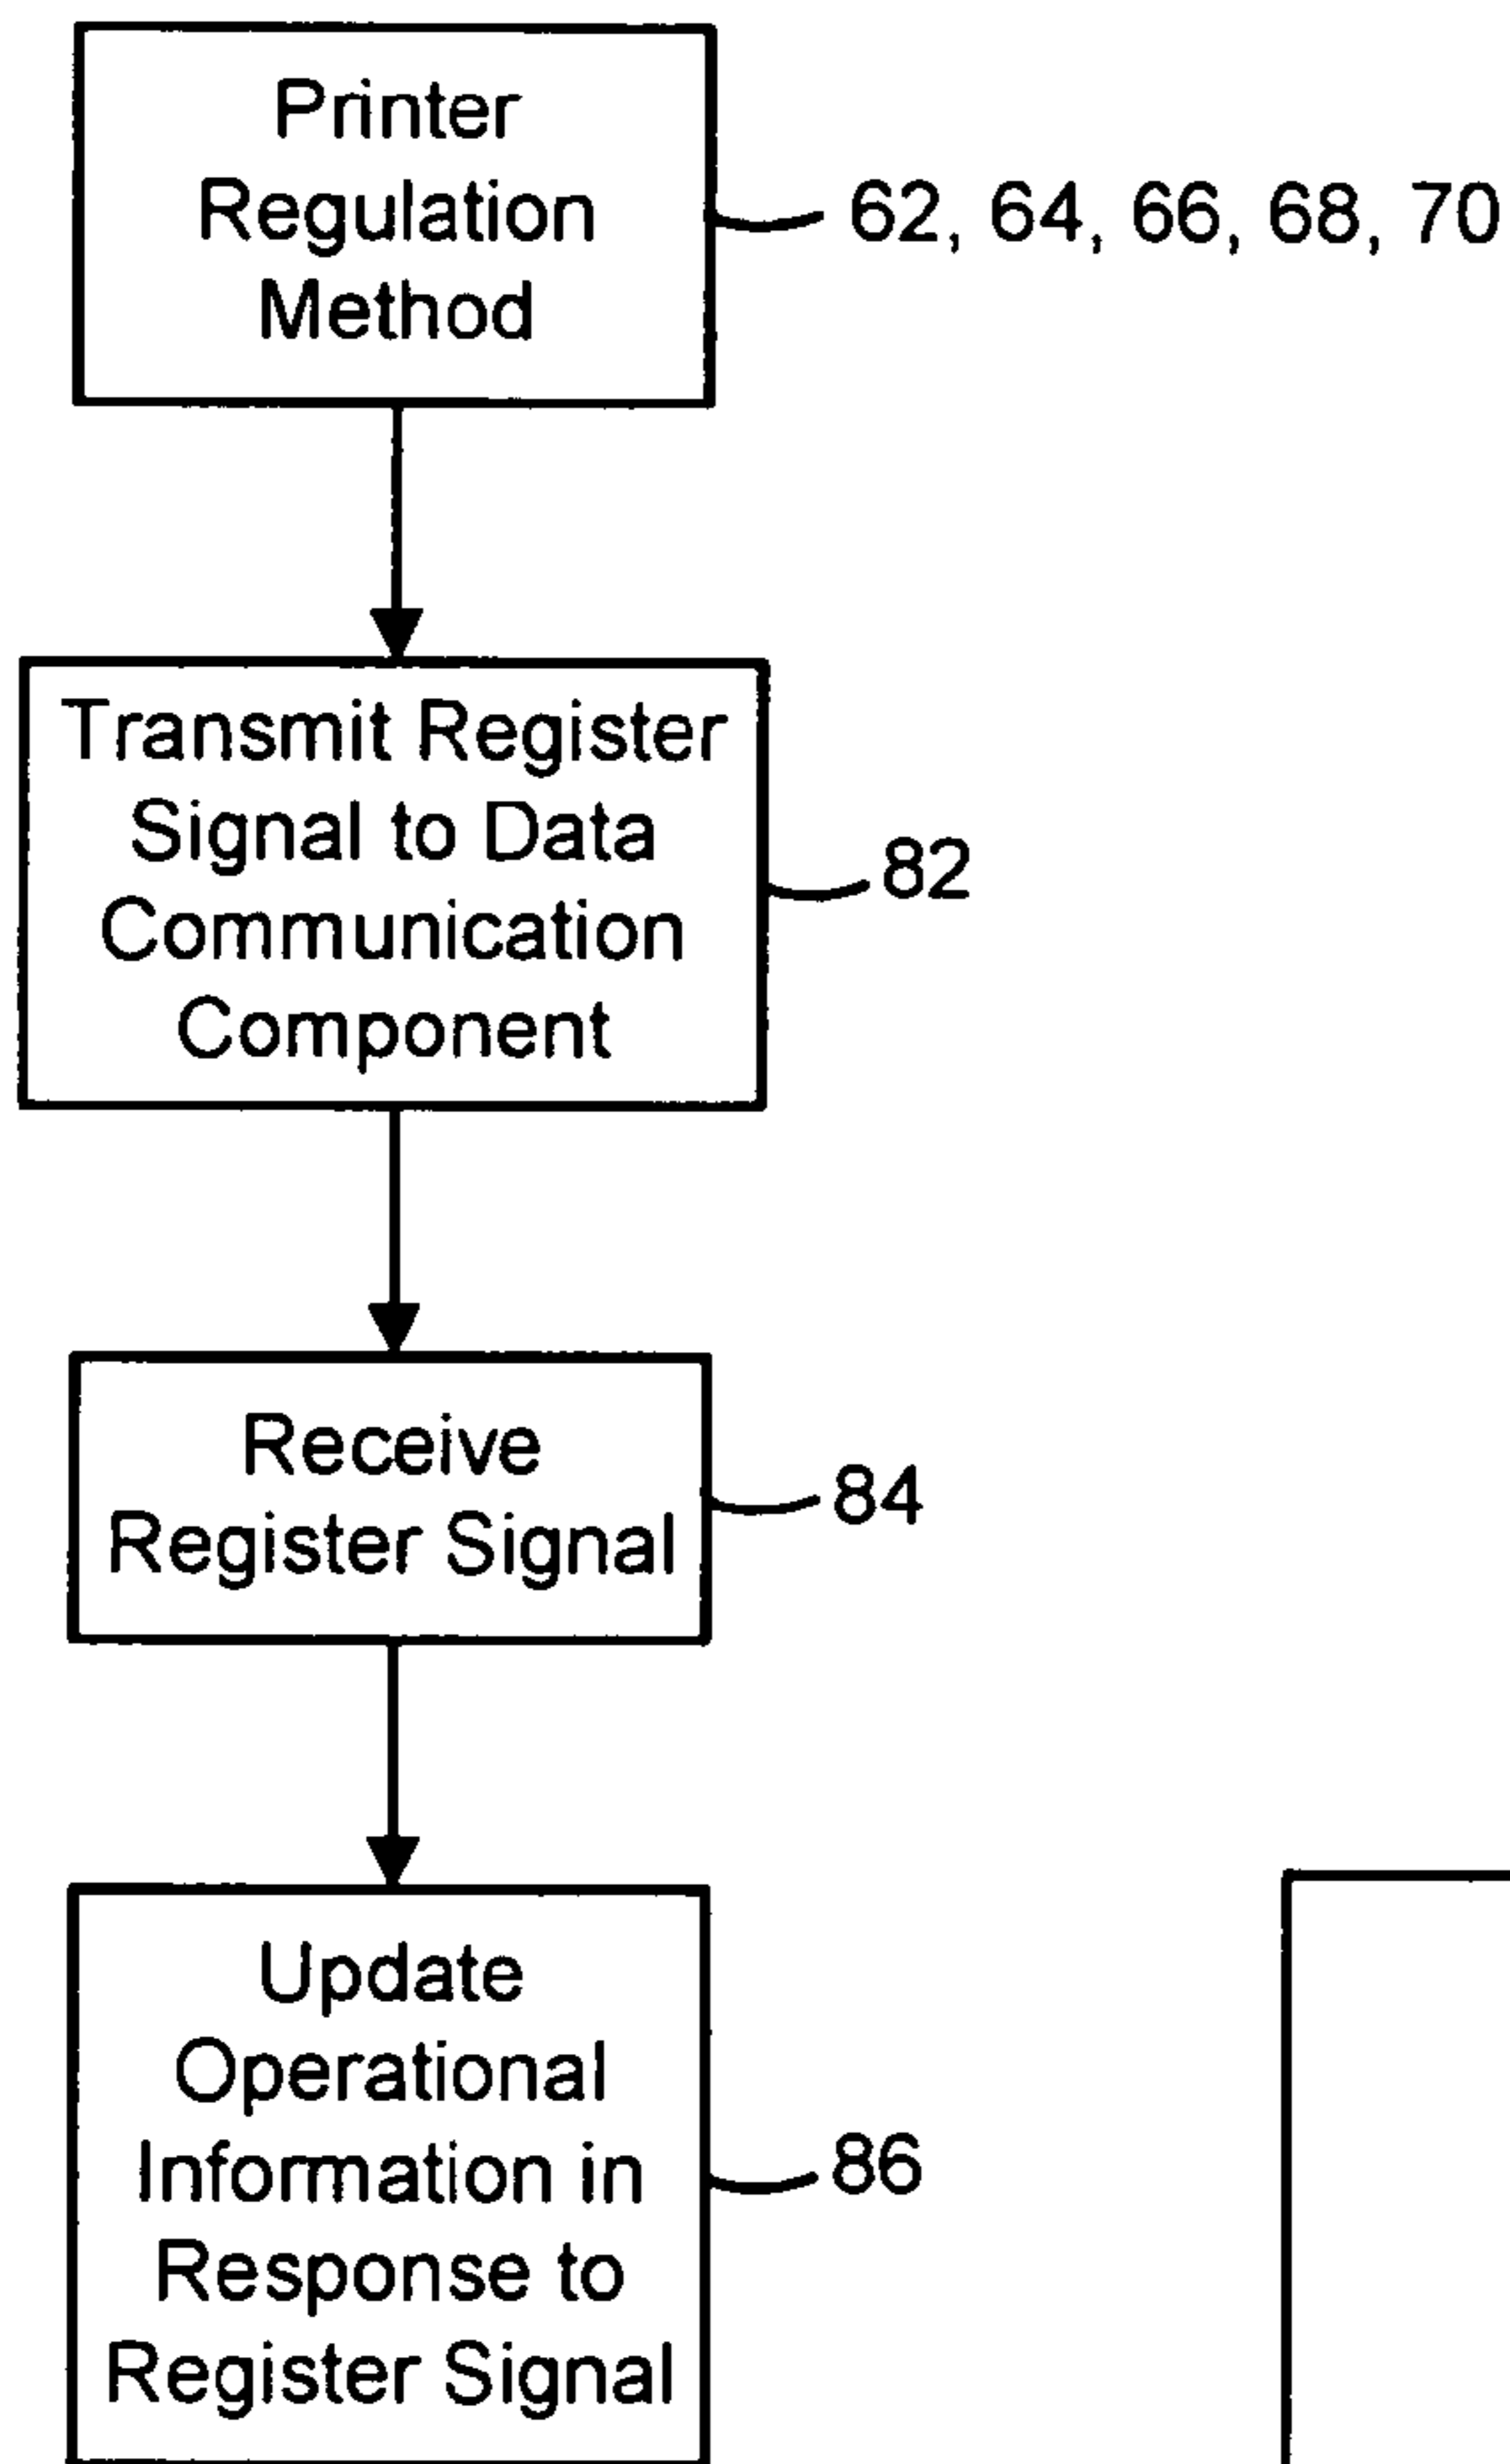 Printer
Regulation
Method
62, 64, 66, 68, 70
Transmit Register
Signal to Data
Communication
Component
82
Receive
Register Signal
84
Update
Operational
Information in
Response to
Register Signal
86